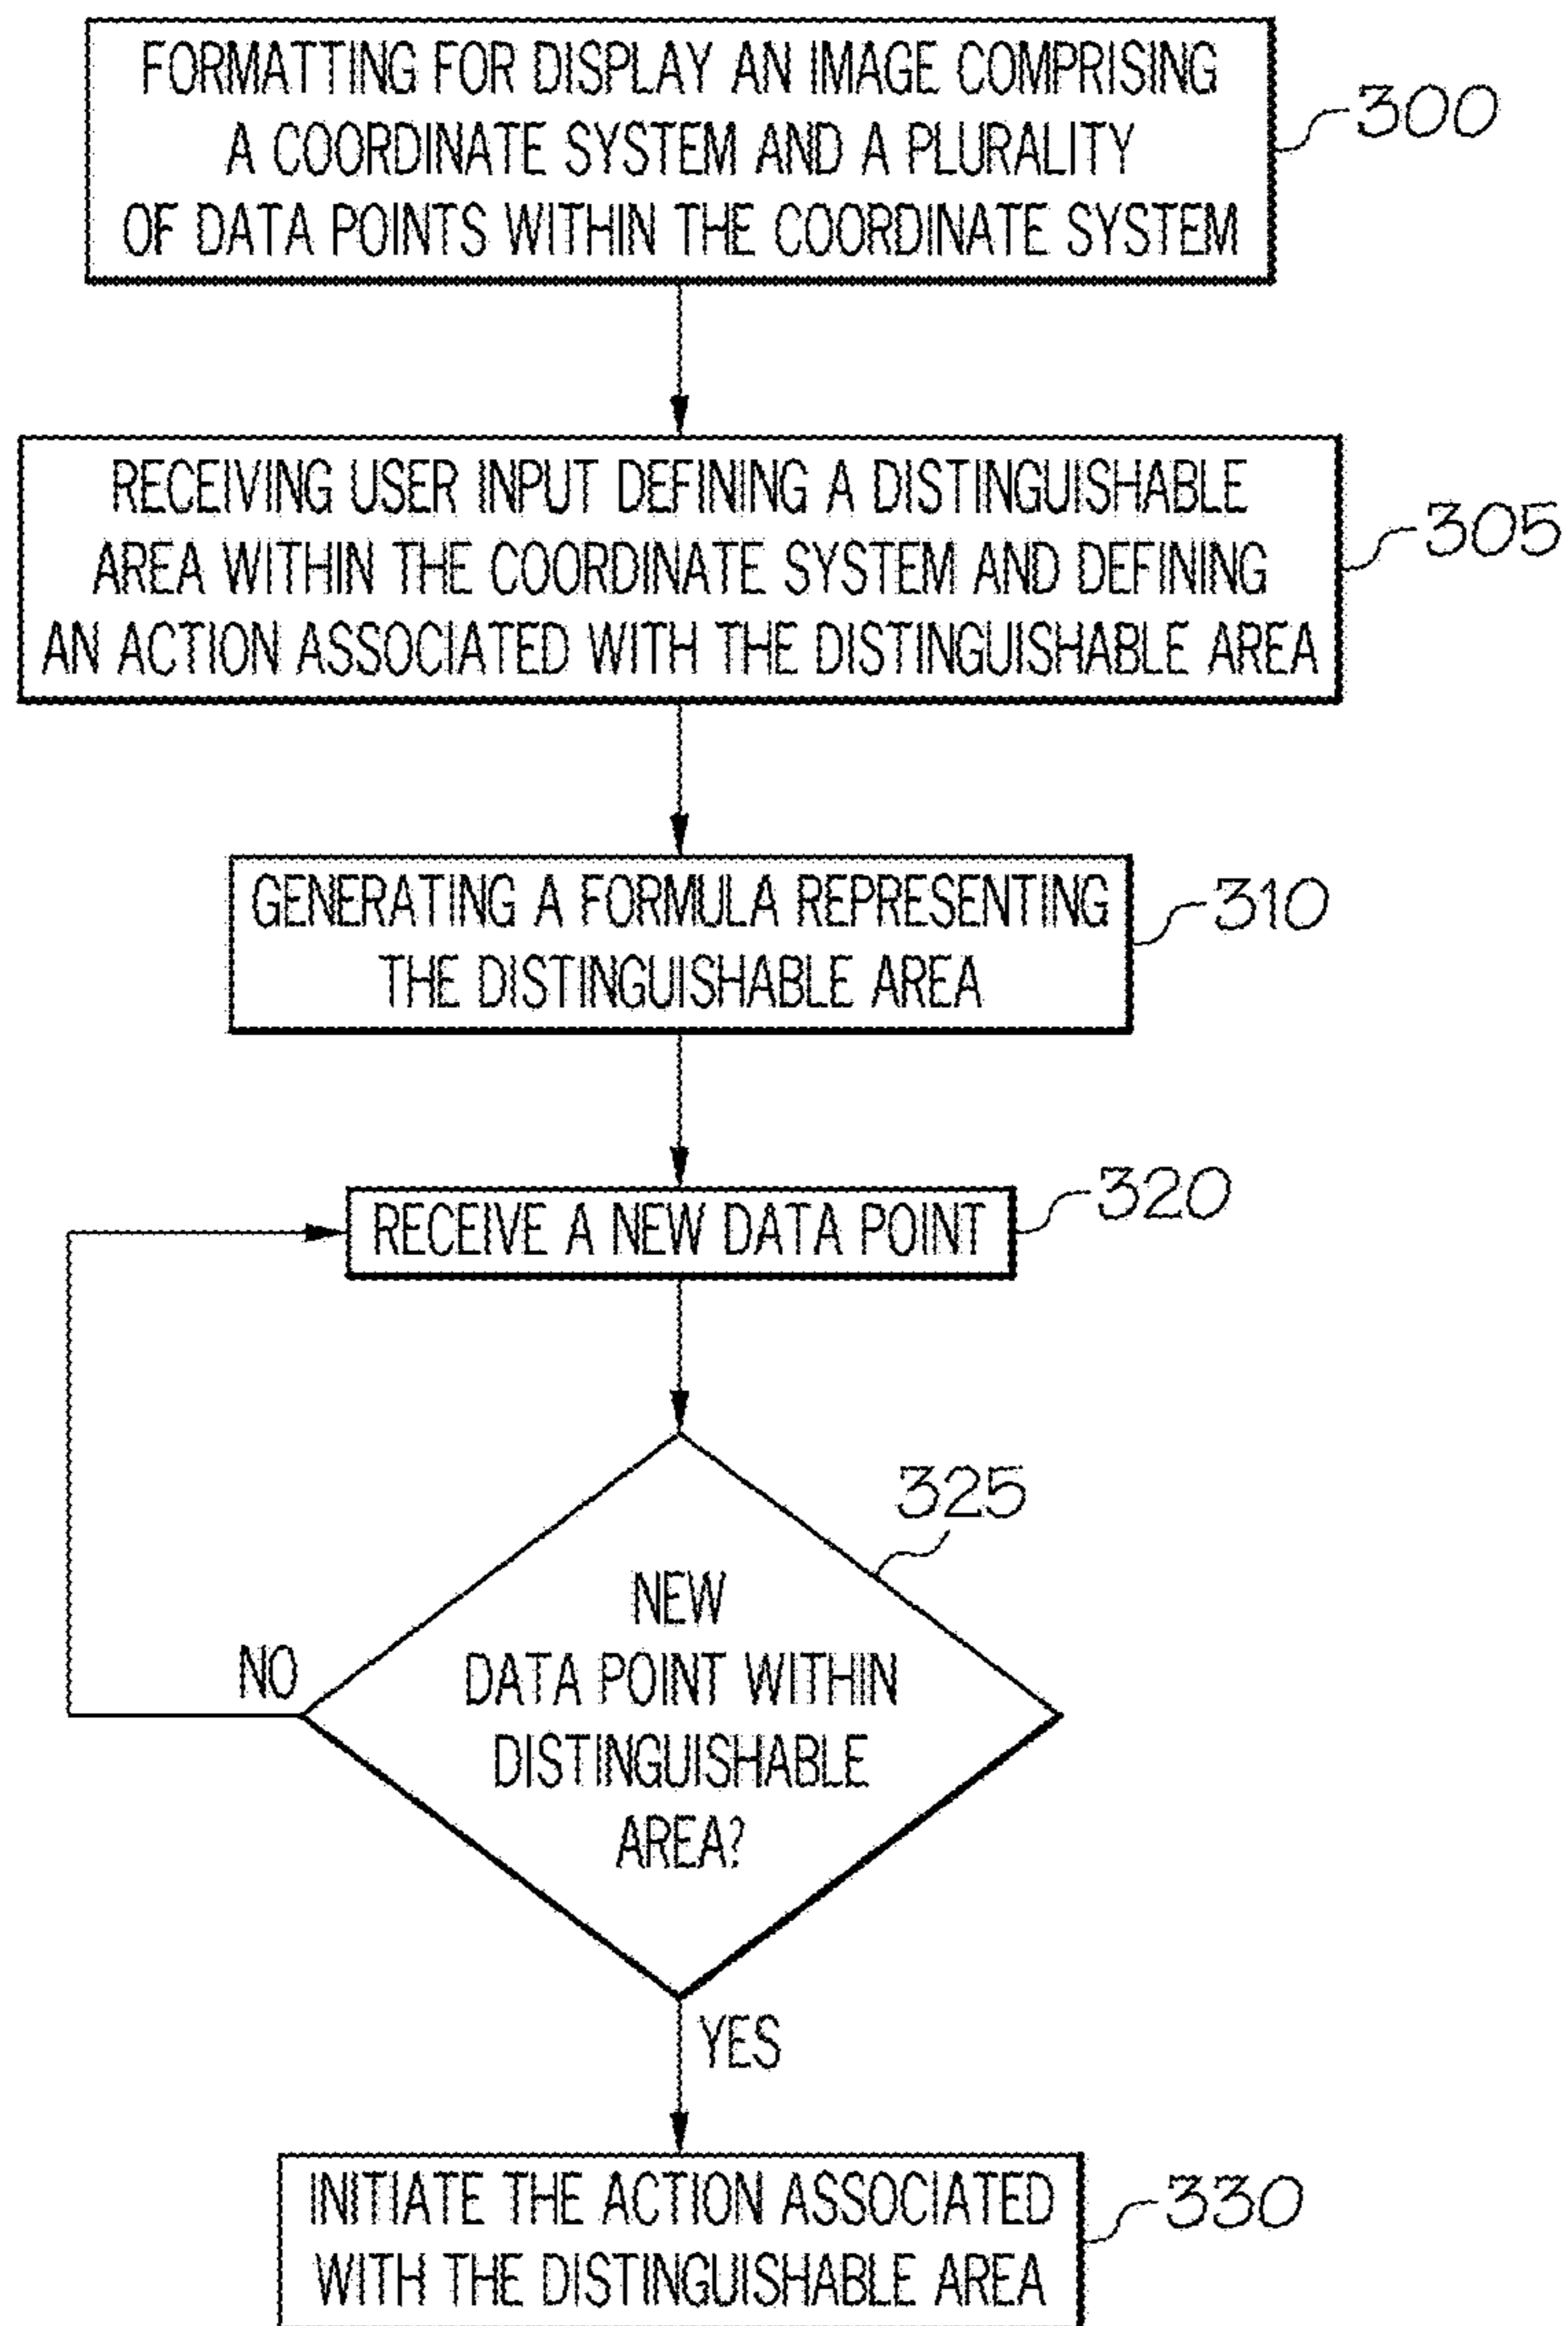 FORMATTING FOR DISPLAY AN IMAGE COMPRISING
A COORDINATE SYSTEM AND A PLURALITY
OF DATA POINTS WITHIN THE COORDINATE SYSTEM
300
RECEIVING USER INPUT DEFINING A DISTINGUISHABLE
AREA WITHIN THE COORDINATE SYSTEM AND DEFINING
AN ACTION ASSOCIATED WITH THE DISTINGUISHABLE AREA
305
GENERATING A FORMULA REPRESENTING
THE DISTINGUISHABLE AREA
310
RECEIVE A NEW DATA POINT
320
325
NEW
DATA POINT WITHIN
DISTINGUISHABLE
AREA?
NO
YES
INITIATE THE ACTION ASSOCIATED
WITH THE DISTINGUISHABLE AREA
330